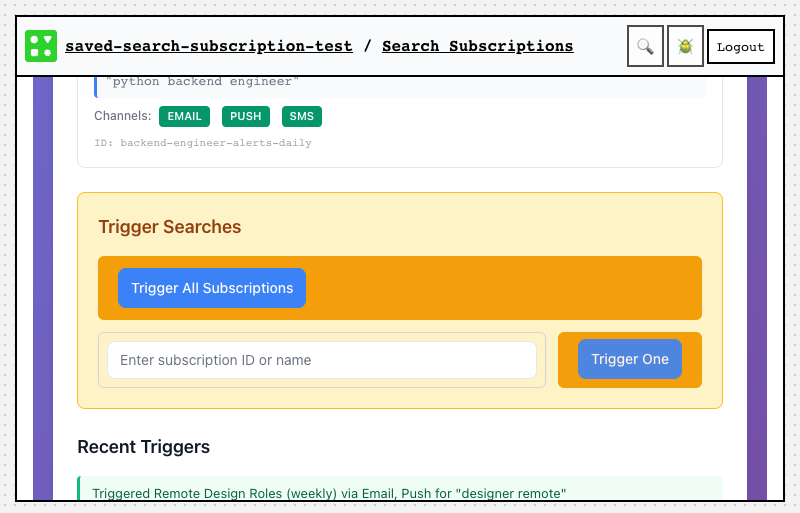 saved-search-subscription-test / Search Subscriptions
Logout
"python backend engineer"
Channels: EMAIL PUSH SMS
ID: backend-engineer-alerts-daily
Trigger Searches
Trigger All Subscriptions
Enter subscription ID or name
Trigger One
Recent Triggers
Triggered Remote Design Roles (weekly) via Email, Push for "designer remote"